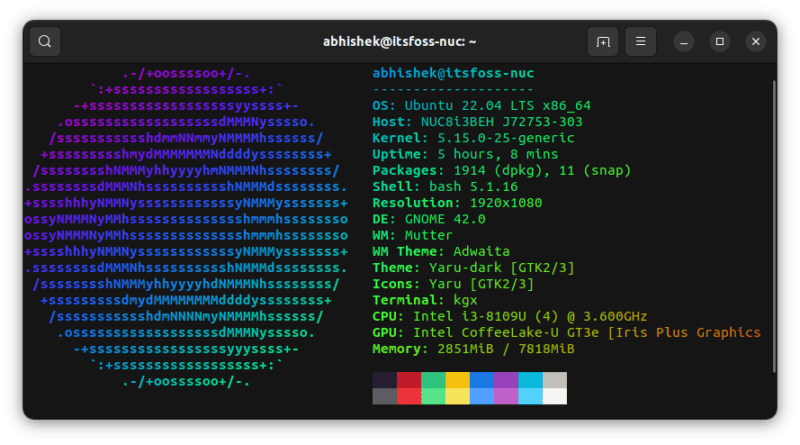 abhishek@itsfoss-nuc: ~
.-/+oossssoo+/-.
`:+ssssssssssssssssss+:`
-+ssssssssssssssssssyyssss+-
.ossssssssssssssssssdMMMNysssso.
/ssssssssssshdmmNNmmyNMMMMhssssss/
+ssssssssshmydMMMMMMMNddddyssssssss+
/sssssssshNMMMyhhyyyyhmNMMMNhssssssss/
.ssssssssdMMMNhsssssssssshNMMMdssssssss.
+sssshhhyNMMNyssssssssssssyNMMMysssssss+
ossyNMMMNyMMhsssssssssssssshmmmhssssssso
ossyNMMMNyMMhsssssssssssssshmmmhssssssso
+sssshhhyNMMNyssssssssssssyNMMMysssssss+
.ssssssssdMMMNhsssssssssshNMMMdssssssss.
/sssssssshNMMMyhhyyyyhdNMMMNhssssssss/
+sssssssssdmydMMMMMMMMddddyssssssss+
/ssssssssssshdmNNNNmyNMMMMhssssss/
.ossssssssssssssssssdMMMNysssso.
-+sssssssssssssssssyyyssss+-
`:+ssssssssssssssssss+:`
.-/+oossssoo+/-.
abhishek@itsfoss-nuc
--------------------
OS: Ubuntu 22.04 LTS x86_64
Host: NUC8i3BEH J72753-303
Kernel: 5.15.0-25-generic
Uptime: 5 hours, 8 mins
Packages: 1914 (dpkg), 11 (snap)
Shell: bash 5.1.16
Resolution: 1920x1080
DE: GNOME 42.0
WM: Mutter
WM Theme: Adwaita
Theme: Yaru-dark [GTK2/3]
Icons: Yaru [GTK2/3]
Terminal: kgx
CPU: Intel i3-8109U (4) @ 3.600GHz
GPU: Intel CoffeeLake-U GT3e [Iris Plus Graphics
Memory: 2851MiB / 7818MiB